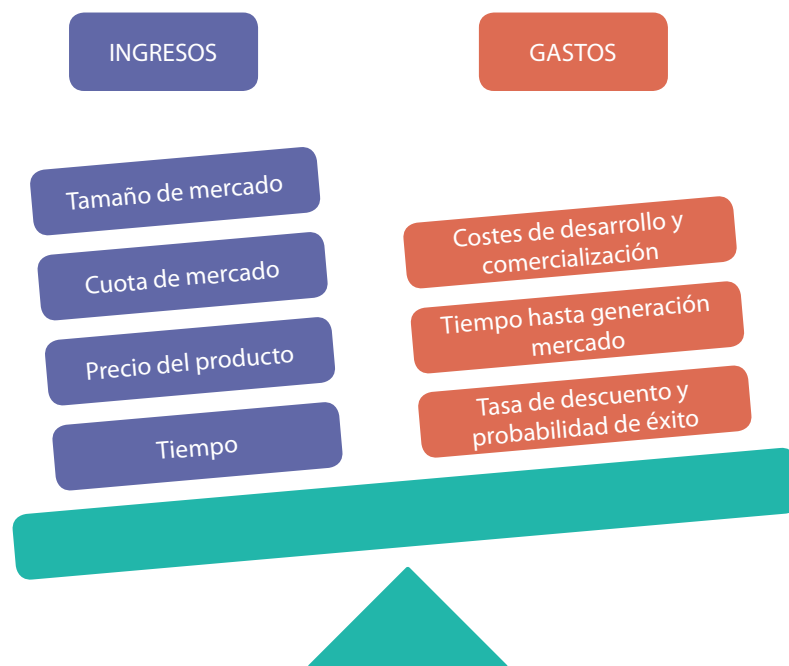 INGRESOS
GASTOS
Tamaño de mercado
Cuota de mercado
Precio del producto
Tiempo
Costes de desarrollo y
comercialización
Tiempo hasta generación
mercado
Tasa de descuento y
probabilidad de éxito